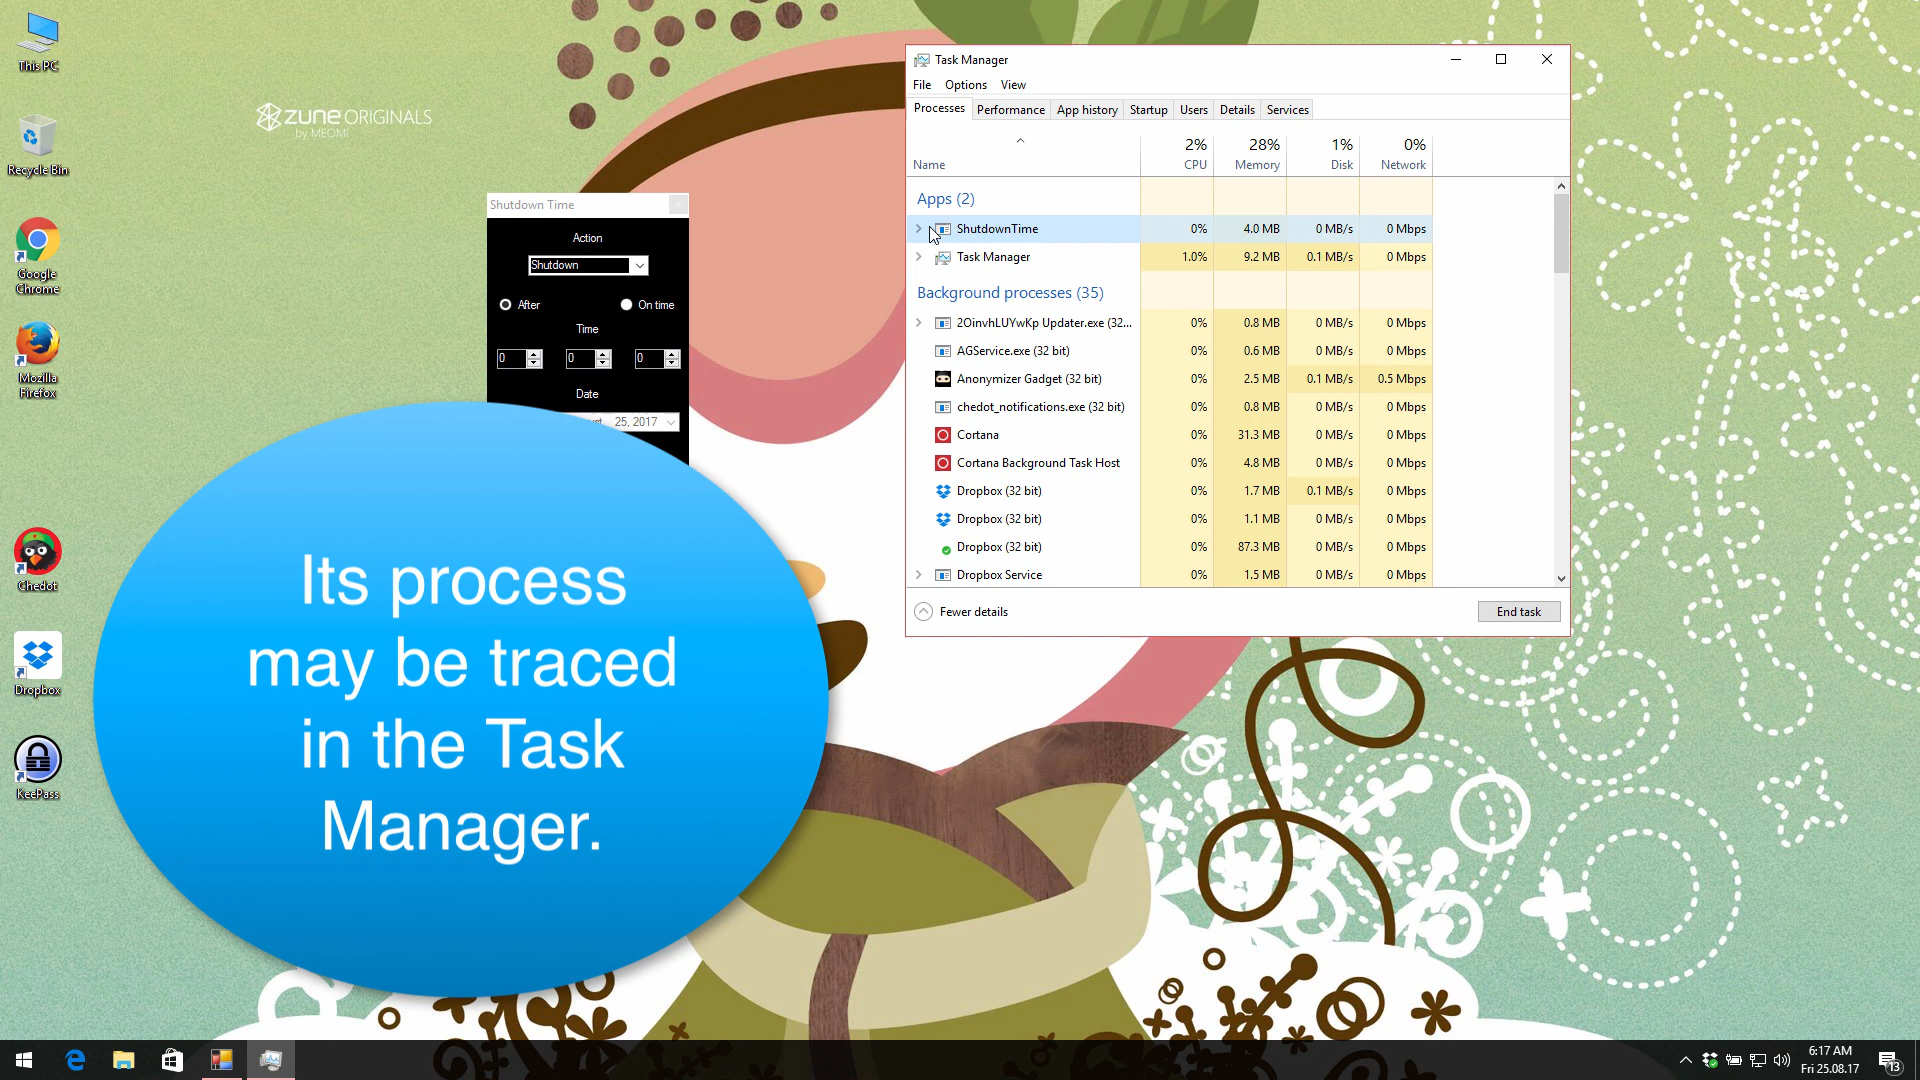 This PC
Recycle Bin
Google
Chrome
Mozilla
Firefox
Chedot
Dropbox
KeePass
ZUNE ORIGINALS
by MEOMI
Shutdown Time
Action
Shutdown
After
On time
Time
0 0 0
Date
25, 2017
Its process
may be traced
in the Task
Manager.
Task Manager
File Options View
Processes Performance App history Startup Users Details Services
2% 28% 1% 0%
Name CPU Memory Disk Network
Apps (2)
ShutdownTime 0% 4.0 MB 0 MB/s 0 Mbps
Task Manager 1.0% 9.2 MB 0.1 MB/s 0 Mbps
Background processes (35)
2OinvhLUYwKp Updater.exe (32... 0% 0.8 MB 0 MB/s 0 Mbps
AGService.exe (32 bit) 0% 0.6 MB 0 MB/s 0 Mbps
Anonymizer Gadget (32 bit) 0% 2.5 MB 0.1 MB/s 0.5 Mbps
chedot_notifications.exe (32 bit) 0% 0.8 MB 0 MB/s 0 Mbps
Cortana 0% 31.3 MB 0 MB/s 0 Mbps
Cortana Background Task Host 0% 4.8 MB 0 MB/s 0 Mbps
Dropbox (32 bit) 0% 1.7 MB 0.1 MB/s 0 Mbps
Dropbox (32 bit) 0% 1.1 MB 0 MB/s 0 Mbps
Dropbox (32 bit) 0% 87.3 MB 0 MB/s 0 Mbps
Dropbox Service 0% 1.5 MB 0 MB/s 0 Mbps
Fewer details
End task
6:17 AM
Fri 25.08.17
13